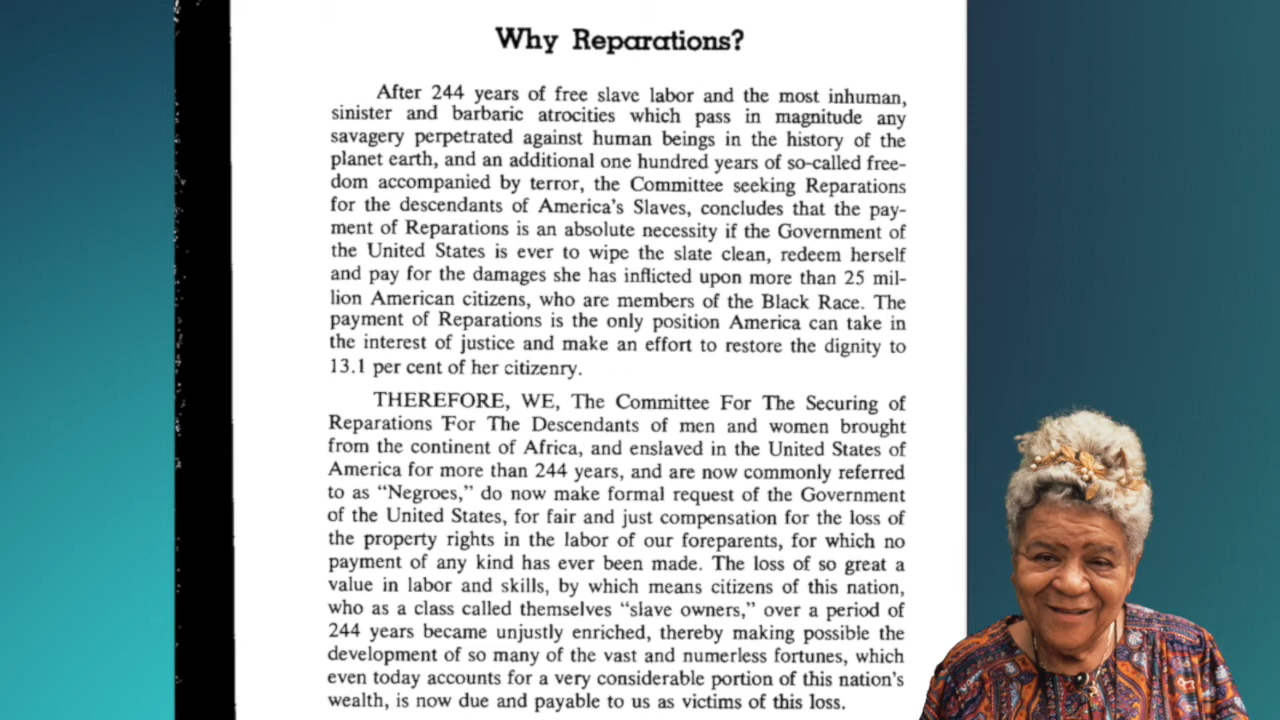 Why Reparations?
After 244 years of free slave labor and the most inhuman,
sinister and barbaric atrocities which pass in magnitude any
savagery perpetrated against human beings in the history of the
planet earth, and an additional one hundred years of so-called free-
dom accompanied by terror, the Committee seeking Reparations
for the descendants of America's Slaves, concludes that the pay-
ment of Reparations is an absolute necessity if the Government of
the United States is ever to wipe the slate clean, redeem herself
and pay for the damages she has inflicted upon more than 25 mil-
lion American citizens, who are members of the Black Race. The
payment of Reparations is the only position America can take in
the interest of justice and make an effort to restore the dignity to
13.1 per cent of her citizenry.
THEREFORE, WE, The Committee For The Securing of
Reparations For The Descendants of men and women brought
from the continent of Africa, and enslaved in the United States of
America for more than 244 years, and are now commonly referred
to as "Negroes," do now make formal request of the Government
of the United States, for fair and just compensation for the loss of
the property rights in the labor of our foreparents, for which no
payment of any kind has ever been made. The loss of so great a
value in labor and skills, by which means citizens of this nation,
who as a class called themselves "slave owners," over a period of
244 years became unjustly enriched, thereby making possible the
development of so many of the vast and numerless fortunes, which
even today accounts for a very considerable portion of this nation's
wealth, is now due and payable to us as victims of this loss.